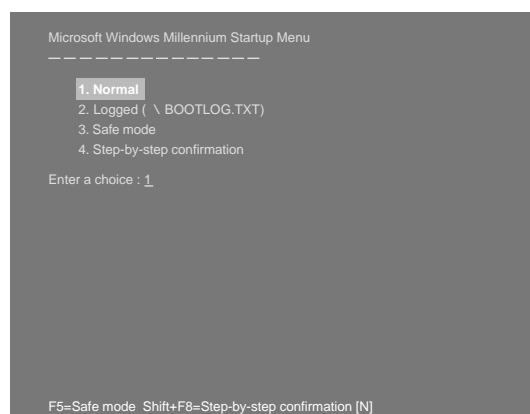 Microsoft Windows Millennium Startup Menu
— — — — — — — — — — — — — —
1. Normal
2. Logged ( \ BOOTLOG.TXT)
3. Safe mode
4. Step-by-step confirmation
Enter a choice : 1
F5=Safe mode Shift+F8=Step-by-step confirmation [N]